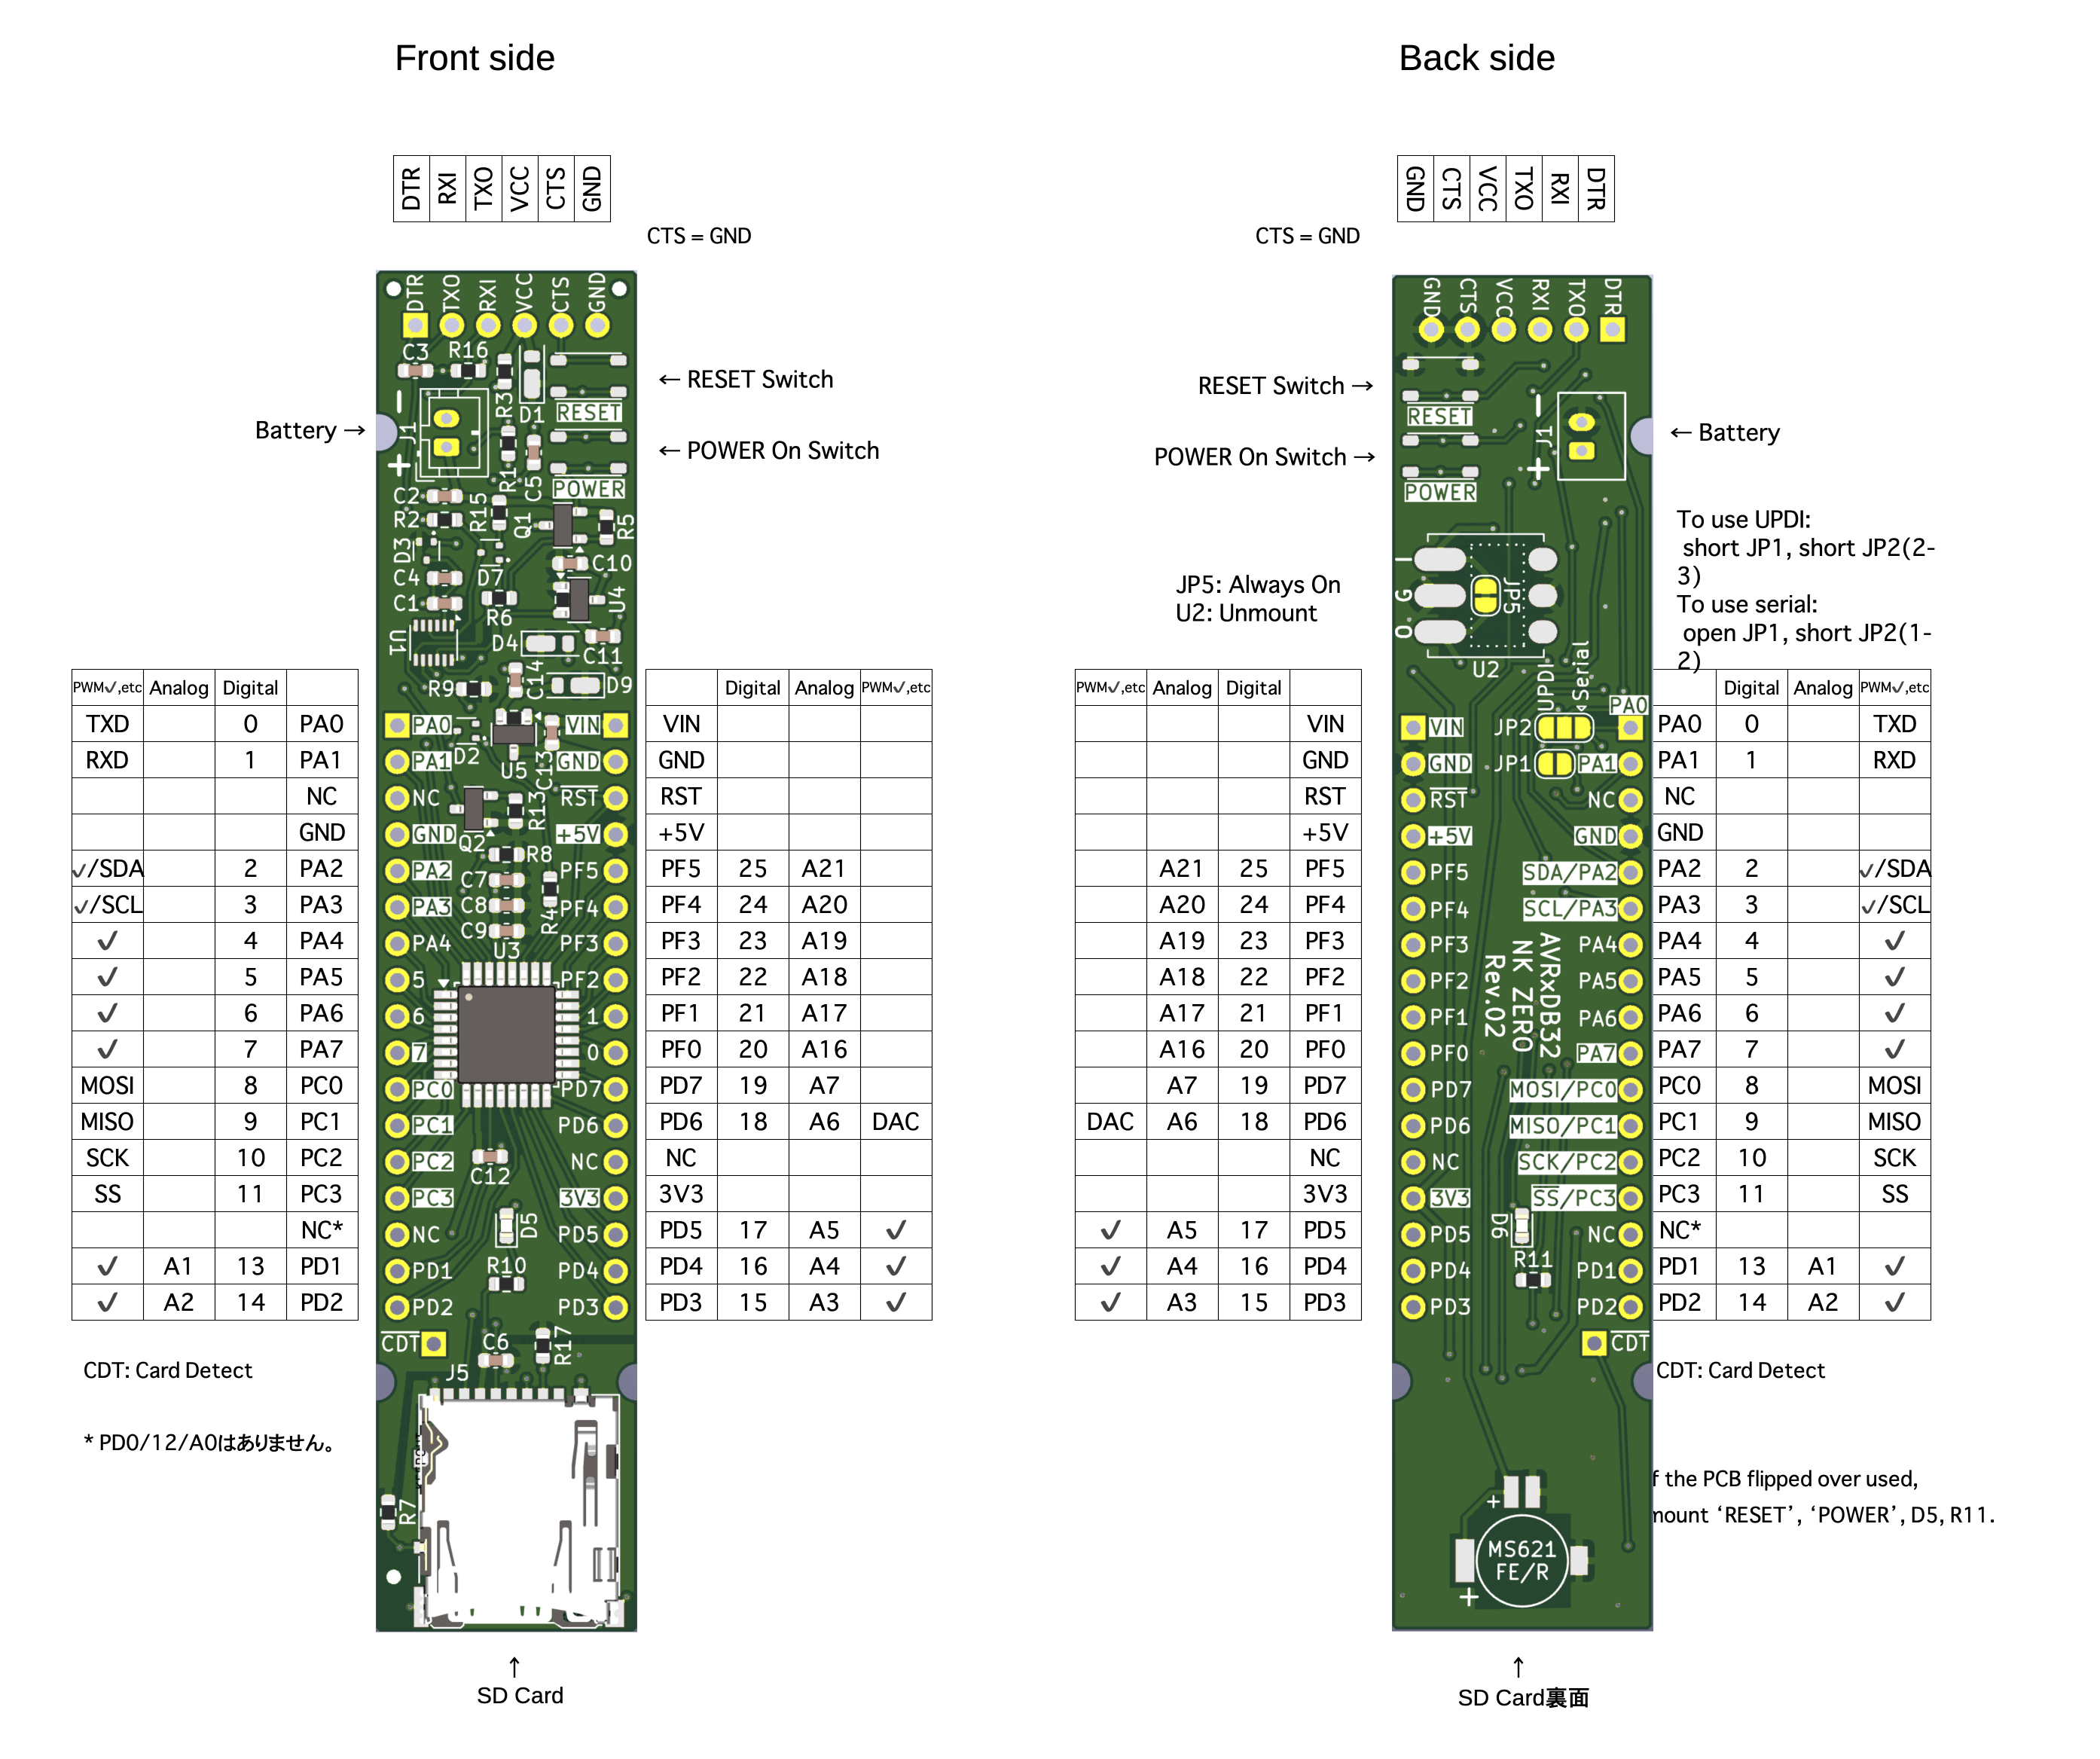 Front side
Back side
DTR RXI TXO VCC CTS GND
GND CTS VCC TXO RXI DTR
CTS = GND
CTS = GND
DTR TXO RXI VCC CTS GND
C3 R16
R3 D1 RESET
← RESET Switch
Battery →
- J1 +
← POWER On Switch
R1 C5 POWER
C2 R15 Q1 R5
R2
D3 D7 C10
C4
C1 R6 U4
U1 D4 C11
C14
R9 D9
PWM✓,etc Analog Digital
TXD 0 PA0
RXD 1 PA1
NC
GND
✓/SDA 2 PA2
✓/SCL 3 PA3
✓ 4 PA4
✓ 5 PA5
✓ 6 PA6
✓ 7 PA7
MOSI 8 PC0
MISO 9 PC1
SCK 10 PC2
SS 11 PC3
NC*
✓ A1 13 PD1
✓ A2 14 PD2
PA0 VIN
D2 U5 C13
PA1 GND
NC R13 RST
GND Q2 +5V
R8
PA2 C7 PF5
PA3 C8 R4 PF4
C9
PA4 U3 PF3
5 PF2
6 1
7 0
PC0 PD7
PC1 PD6
PC2 C12 NC
PC3 3V3
NC D5 PD5
PD1 R10 PD4
PD2 PD3
CDT C6 R17
J5
R7
Digital Analog PWM✓,etc
VIN
GND
RST
+5V
PF5 25 A21
PF4 24 A20
PF3 23 A19
PF2 22 A18
PF1 21 A17
PF0 20 A16
PD7 19 A7
PD6 18 A6 DAC
NC
3V3
PD5 17 A5 ✓
PD4 16 A4 ✓
PD3 15 A3 ✓
CDT: Card Detect
* PD0/12/A0はありません。
↑
SD Card
GND CTS VCC RXI TXO DTR
RESET Switch →
RESET
POWER On Switch →
POWER
- J1 +
← Battery
To use UPDI:
short JP1, short JP2(2-
3)
To use serial:
open JP1, short JP2(1-
2)
JP5: Always On
U2: Unmount
I G O JP5
U2
UPDI Serial
PWM✓,etc Analog Digital
VIN
GND
RST
+5V
A21 25 PF5
A20 24 PF4
A19 23 PF3
A18 22 PF2
A17 21 PF1
A16 20 PF0
A7 19 PD7
DAC A6 18 PD6
NC
3V3
✓ A5 17 PD5
✓ A4 16 PD4
✓ A3 15 PD3
PA0
VIN JP2
GND JP1 PA1
RST NC
+5V GND
PF5 SDA/PA2
PF4 SCL/PA3
PF3 PA4
PF2 PA5
PF1 PA6
PF0 PA7
AVRxDB32
NK ZERO
Rev.02
PD7 MOSI/PC0
PD6 MISO/PC1
NC SCK/PC2
3V3 SS/PC3
PD5 D6 NC
PD4 R11 PD1
PD3 PD2
CDT
Digital Analog PWM✓,etc
PA0 0 TXD
PA1 1 RXD
NC
GND
PA2 2 ✓/SDA
PA3 3 ✓/SCL
PA4 4 ✓
PA5 5 ✓
PA6 6 ✓
PA7 7 ✓
PC0 8 MOSI
PC1 9 MISO
PC2 10 SCK
PC3 11 SS
NC*
PD1 13 A1 ✓
PD2 14 A2 ✓
CDT: Card Detect
f the PCB flipped over used,
mount ‘RESET’, ‘POWER’, D5, R11.
+
MS621
FE/R
+
↑
SD Card裏面